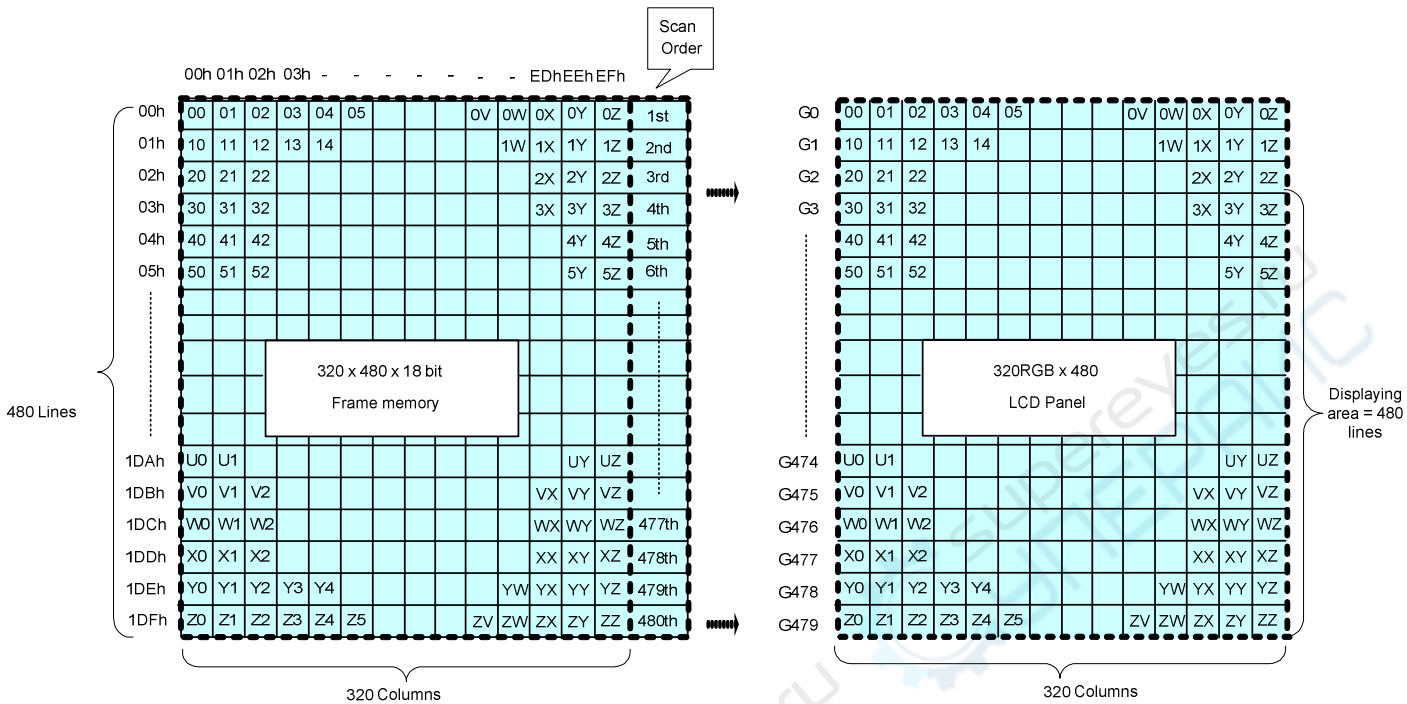 Scan
Order
00h 01h 02h 03h - - - - - - - EDh EEh EFh
00h 00 01 02 03 04 05 0V 0W 0X 0Y 0Z 1st
01h 10 11 12 13 14 1W 1X 1Y 1Z 2nd
02h 20 21 22 2X 2Y 2Z 3rd
03h 30 31 32 3X 3Y 3Z 4th
04h 40 41 42 4Y 4Z 5th
05h 50 51 52 5Y 5Z 6th
320 x 480 x 18 bit
Frame memory
480 Lines
1DAh U0 U1 UY UZ
1DBh V0 V1 V2 VX VY VZ
1DCh W0 W1 W2 WX WY WZ 477th
1DDh X0 X1 X2 XX XY XZ 478th
1DEh Y0 Y1 Y2 Y3 Y4 YW YX YY YZ 479th
1DFh Z0 Z1 Z2 Z3 Z4 Z5 ZV ZW ZX ZY ZZ 480th
320 Columns
G0 00 01 02 03 04 05 0V 0W 0X 0Y 0Z
G1 10 11 12 13 14 1W 1X 1Y 1Z
G2 20 21 22 2X 2Y 2Z
G3 30 31 32 3X 3Y 3Z
40 41 42 4Y 4Z
50 51 52 5Y 5Z
320RGB x 480
LCD Panel
Displaying
area = 480
lines
G474 U0 U1 UY UZ
G475 V0 V1 V2 VX VY VZ
G476 W0 W1 W2 WX WY WZ
G477 X0 X1 X2 XX XY XZ
G478 Y0 Y1 Y2 Y3 Y4 YW YX YY YZ
G479 Z0 Z1 Z2 Z3 Z4 Z5 ZV ZW ZX ZY ZZ
320 Columns
supereyes.ru
СУПЕРАЙС
ru